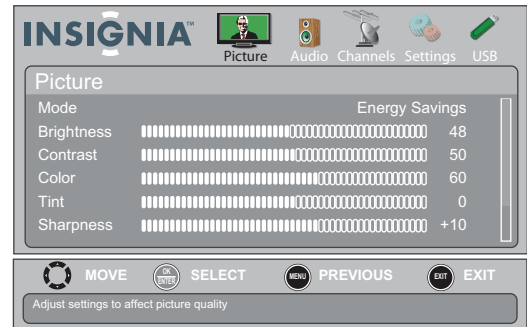 INSIGNIA™
Picture Audio Channels Settings USB
Picture
Mode Energy Savings
Brightness 48
Contrast 50
Color 60
Tint 0
Sharpness +10
MOVE OK ENTER SELECT MENU PREVIOUS EXIT EXIT
Adjust settings to affect picture quality